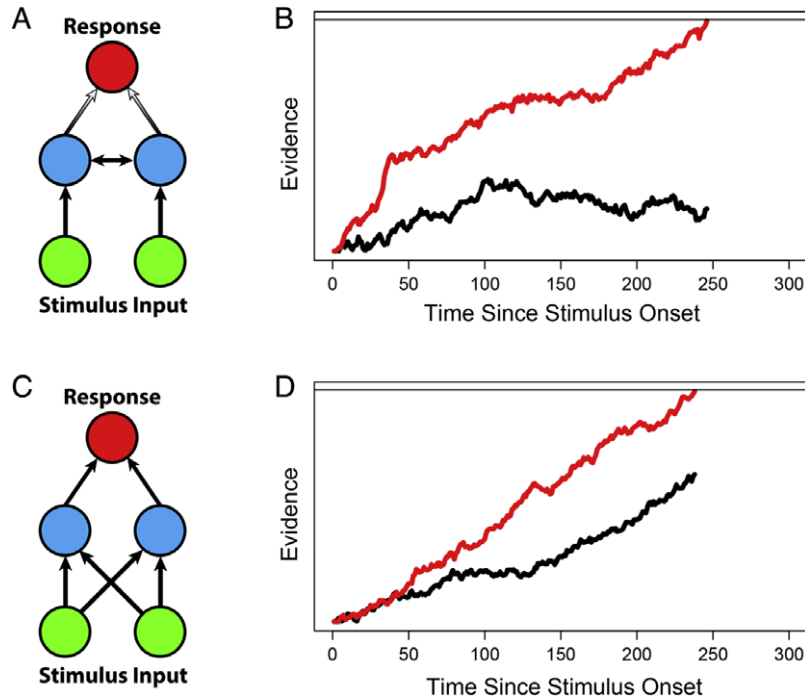 A
Response
Stimulus Input
B
Evidence
0 50 100 150 200 250 300
Time Since Stimulus Onset
C
Response
Stimulus Input
D
Evidence
0 50 100 150 200 250 300
Time Since Stimulus Onset